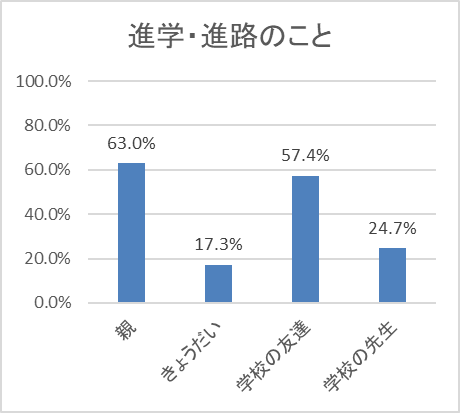 進学・進路のこと
100.0%
80.0%
60.0%
40.0%
20.0%
0.0%
63.0%
17.3%
57.4%
24.7%
親
きょうだい
学校の友達
学校の先生